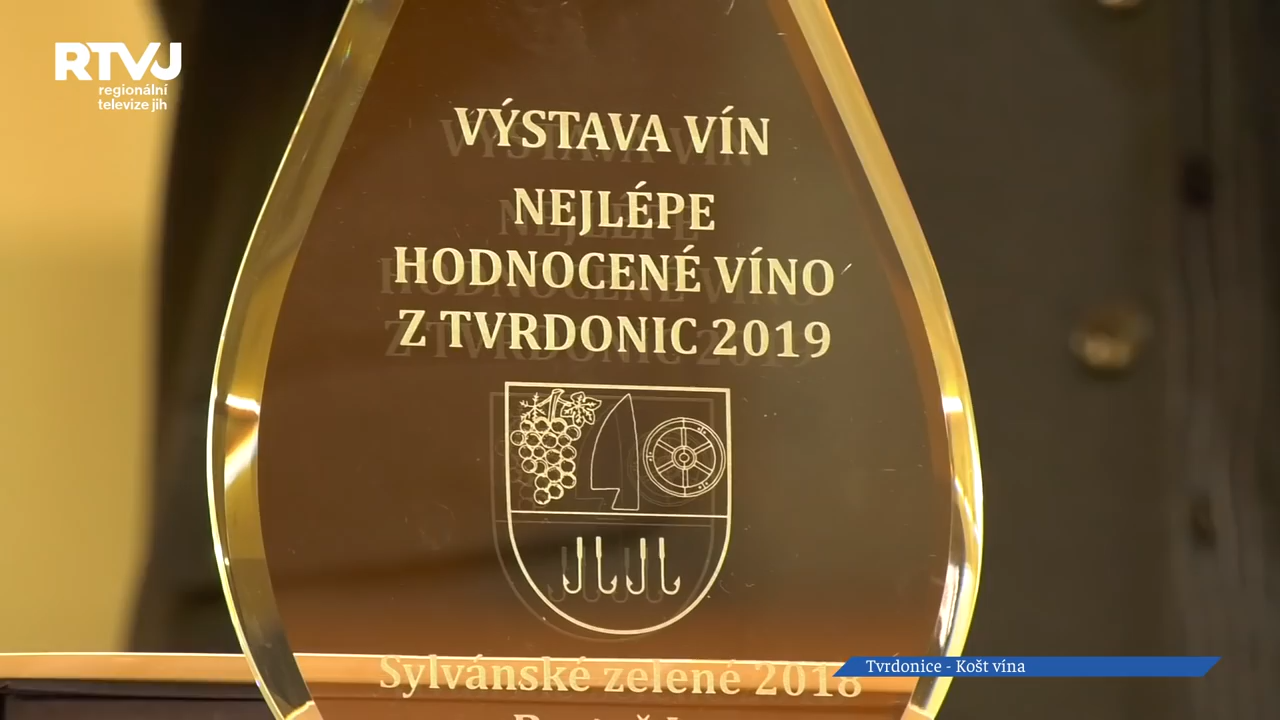 RTVJ
regionální
televize jih
VÝSTAVA VÍN
NEJLÉPE
HODNOCENÉ VÍNO
Z TVRDONIC 2019
Sylvánské zelené 2018
Tvrdonice - Košt vína